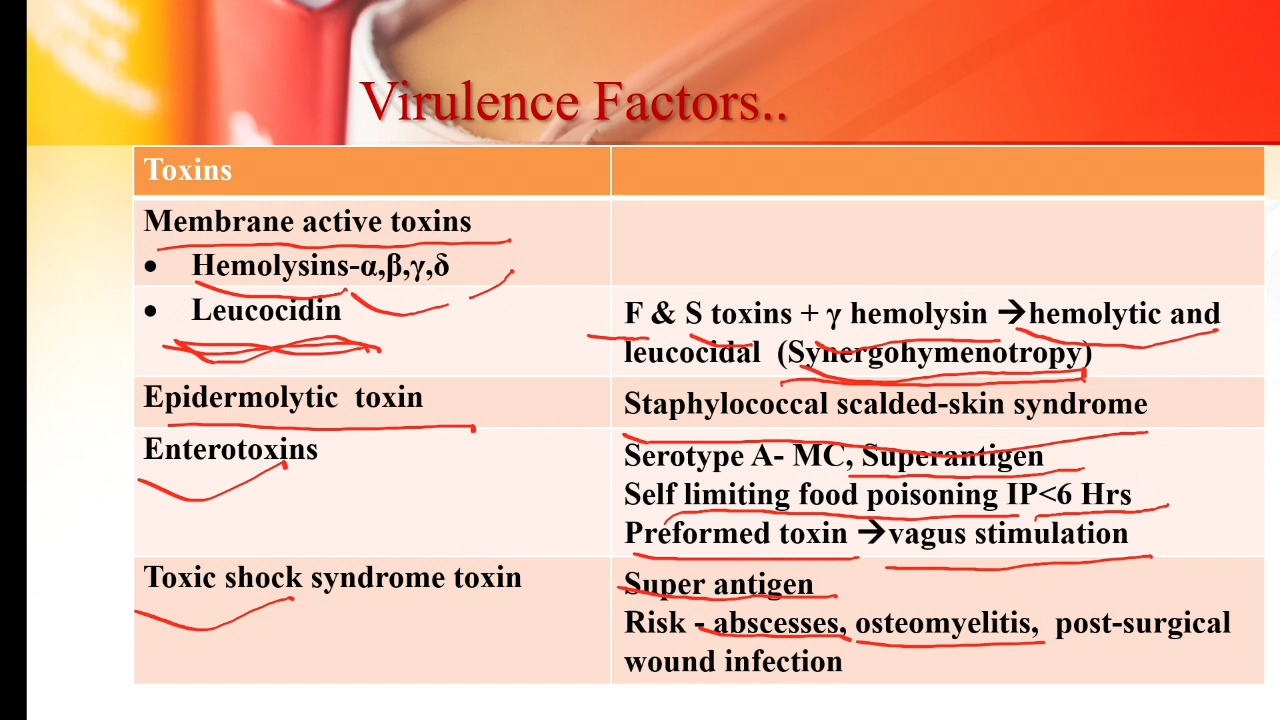 Virulence Factors..
Toxins
Membrane active toxins
• Hemolysins-α,β,γ,δ
• Leucocidin
F & S toxins + γ hemolysin →hemolytic and
leucocidal (Synergohymenotropy)
Epidermolytic toxin
Staphylococcal scalded-skin syndrome
Enterotoxins
Serotype A- MC, Superantigen
Self limiting food poisoning IP<6 Hrs
Preformed toxin →vagus stimulation
Toxic shock syndrome toxin
Super antigen
Risk - abscesses, osteomyelitis, post-surgical
wound infection